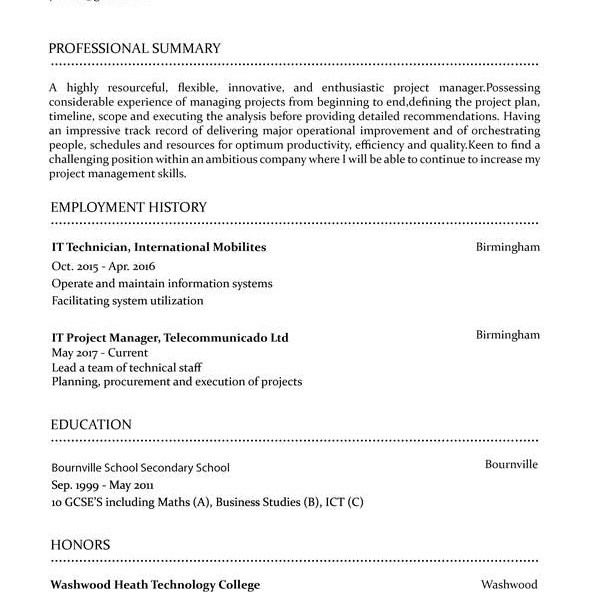 PROFESSIONAL SUMMARY
A highly resourceful, flexible, innovative, and enthusiastic project manager.Possessing
considerable experience of managing projects from beginning to end,defining the project plan,
timeline, scope and executing the analysis before providing detailed recommendations. Having
an impressive track record of delivering major operational improvement and of orchestrating
people, schedules and resources for optimum productivity, efficiency and quality.Keen to find a
challenging position within an ambitious company where I will be able to continue to increase my
project management skills.
EMPLOYMENT HISTORY
IT Technician, International Mobilites Birmingham
Oct. 2015 - Apr. 2016
Operate and maintain information systems
Facilitating system utilization
IT Project Manager, Telecommunicado Ltd Birmingham
May 2017 - Current
Lead a team of technical staff
Planning, procurement and execution of projects
EDUCATION
Bournville School Secondary School Bournville
Sep. 1999 - May 2011
10 GCSE'S including Maths (A), Business Studies (B), ICT (C)
HONORS
Washwood Heath Technology College Washwood